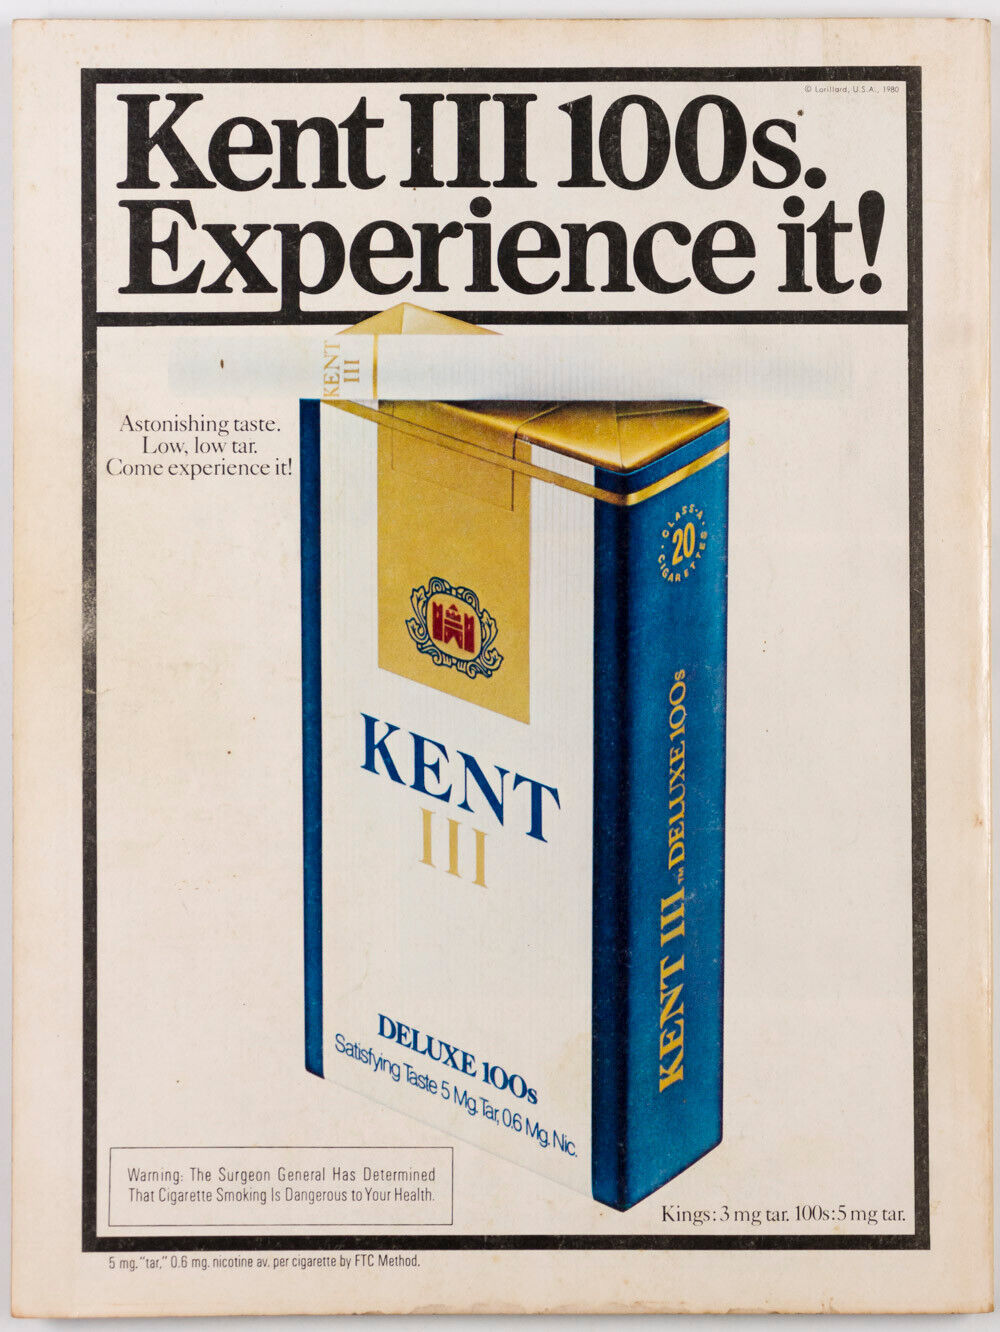 © Lorillard, U.S.A., 1980
Kent III 100s.
Experience it!
KENT
III
Astonishing taste.
Low, low tar.
Come experience it!
CLASS·A·
20
CIGARETTES
KENT
III
KENT III™ DELUXE 100s
DELUXE 100s
Satisfying Taste 5 Mg. Tar, 0.6 Mg. Nic.
Warning: The Surgeon General Has Determined
That Cigarette Smoking Is Dangerous to Your Health.
Kings: 3 mg tar. 100s: 5 mg tar.
5 mg. "tar," 0.6 mg. nicotine av. per cigarette by FTC Method.